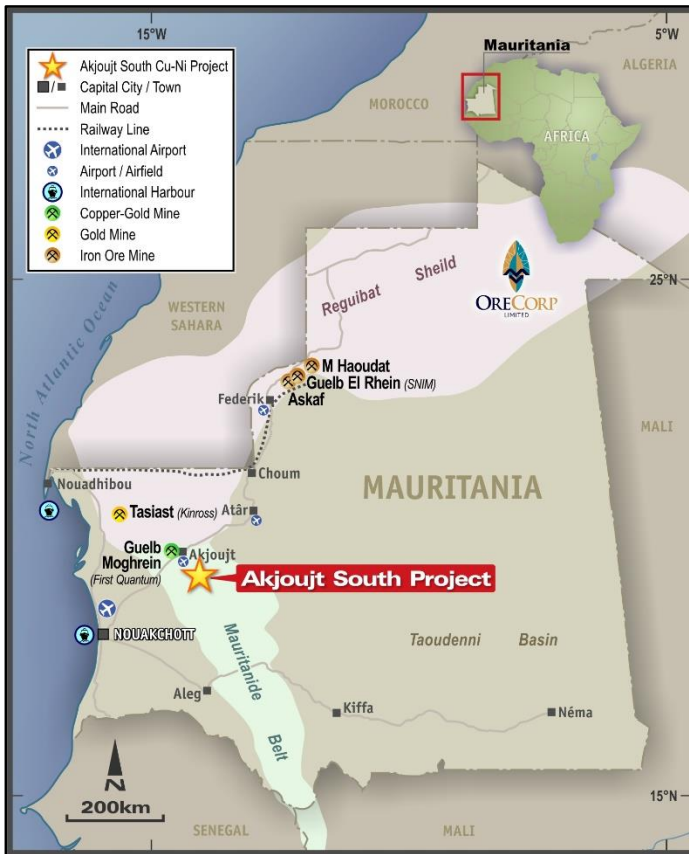 15°W
5°W
Akjoujt South Cu-Ni Project
Capital City / Town
Main Road
Railway Line
International Airport
Airport / Airfield
International Harbour
Copper-Gold Mine
Gold Mine
Iron Ore Mine
Mauritania
ALGERIA
MOROCCO
AFRICA
25°N
WESTERN
SAHARA
Reguibat Sheild
ORECORP
LIMITED
North Atlantic Ocean
M Haoudat
Guelb El Rhein (SNIM)
Askaf
Federik
MALI
Choum
Nouadhibou
MAURITANIA
Tasiast (Kinross)
Atâr
Guelb
Moghrein
(First Quantum)
Akjoujt
Akjoujt South Project
NOUAKCHOTT
Taoudenni Basin
Mauritanide
Belt
Aleg
Kiffa
Néma
N
200km
15°N
SENEGAL
MALI